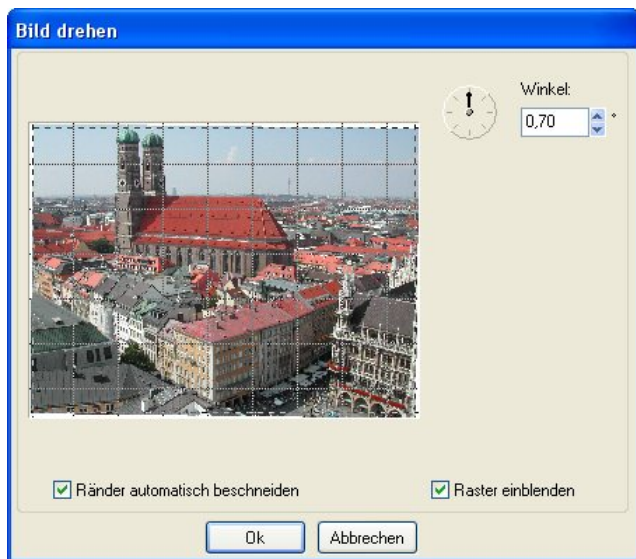 Bild drehen
Winkel:
0,70 °
Ränder automatisch beschneiden
Raster einblenden
Ok
Abbrechen